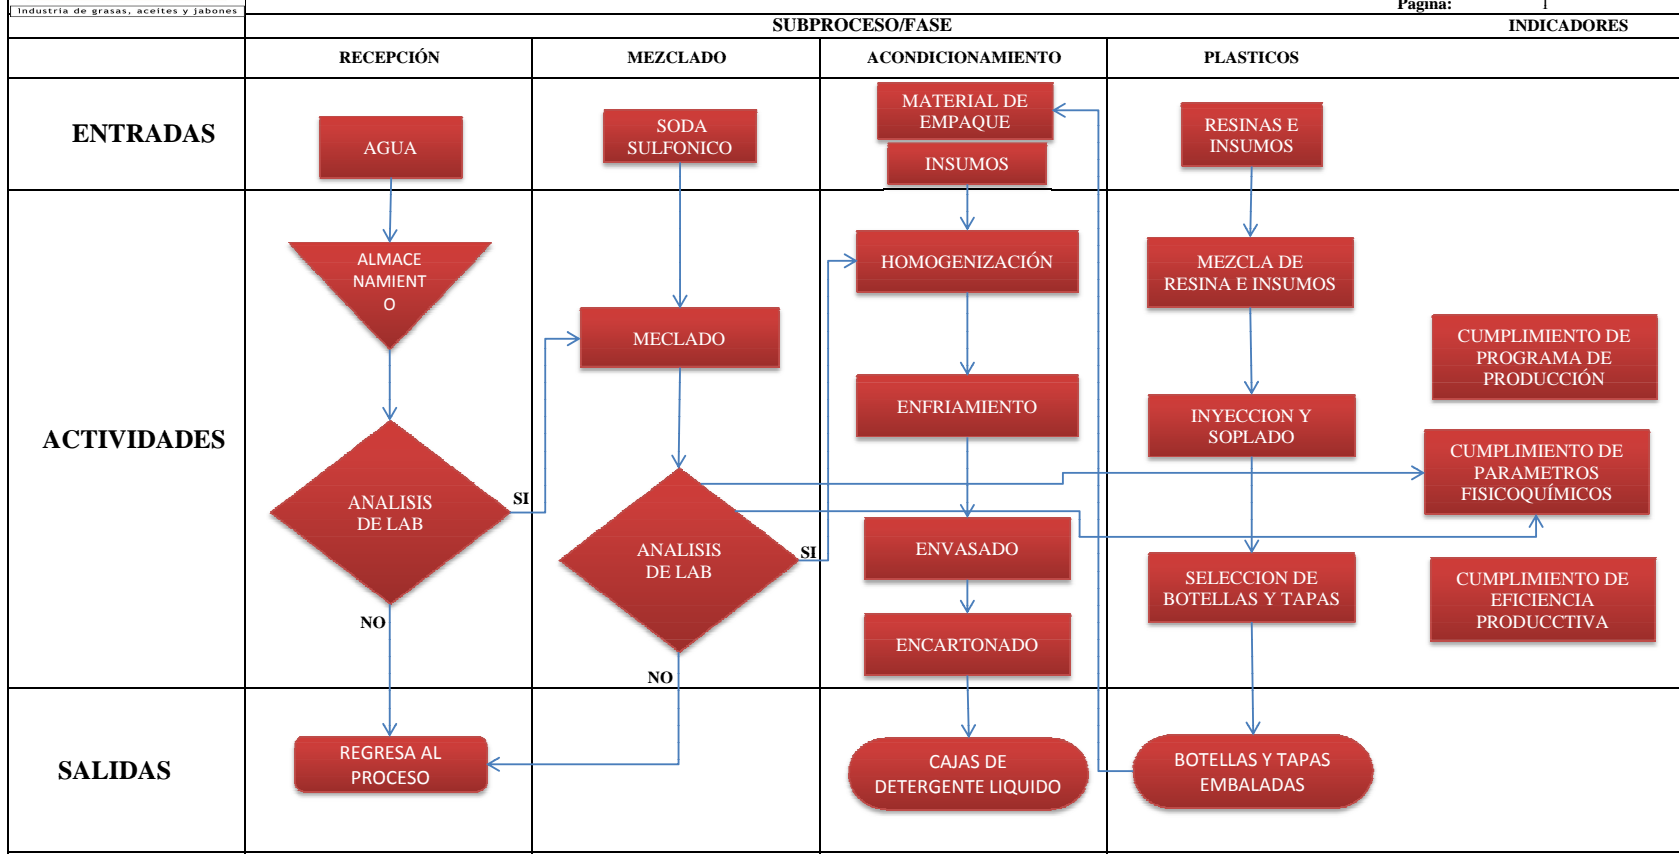 Industria de grasas, aceites y jabones
Pagina: 1
SUBPROCESO/FASE
INDICADORES
RECEPCIÓN
MEZCLADO
ACONDICIONAMIENTO
PLASTICOS
ENTRADAS
AGUA
SODA
SULFONICO
MATERIAL DE
EMPAQUE
INSUMOS
RESINAS E
INSUMOS
ACTIVIDADES
ALMACE
NAMIENT
O
ANALISIS
DE LAB
SI
NO
MECLADO
ANALISIS
DE LAB
SI
NO
HOMOGENIZACIÓN
ENFRIAMIENTO
ENVASADO
ENCARTONADO
MEZCLA DE
RESINA E INSUMOS
INYECCION Y
SOPLADO
SELECCION DE
BOTELLAS Y TAPAS
CUMPLIMIENTO DE
PROGRAMA DE
PRODUCCIÓN
CUMPLIMIENTO DE
PARAMETROS
FISICOQUÍMICOS
CUMPLIMIENTO DE
EFICIENCIA
PRODUCCTIVA
SALIDAS
REGRESA AL
PROCESO
CAJAS DE
DETERGENTE LIQUIDO
BOTELLAS Y TAPAS
EMBALADAS